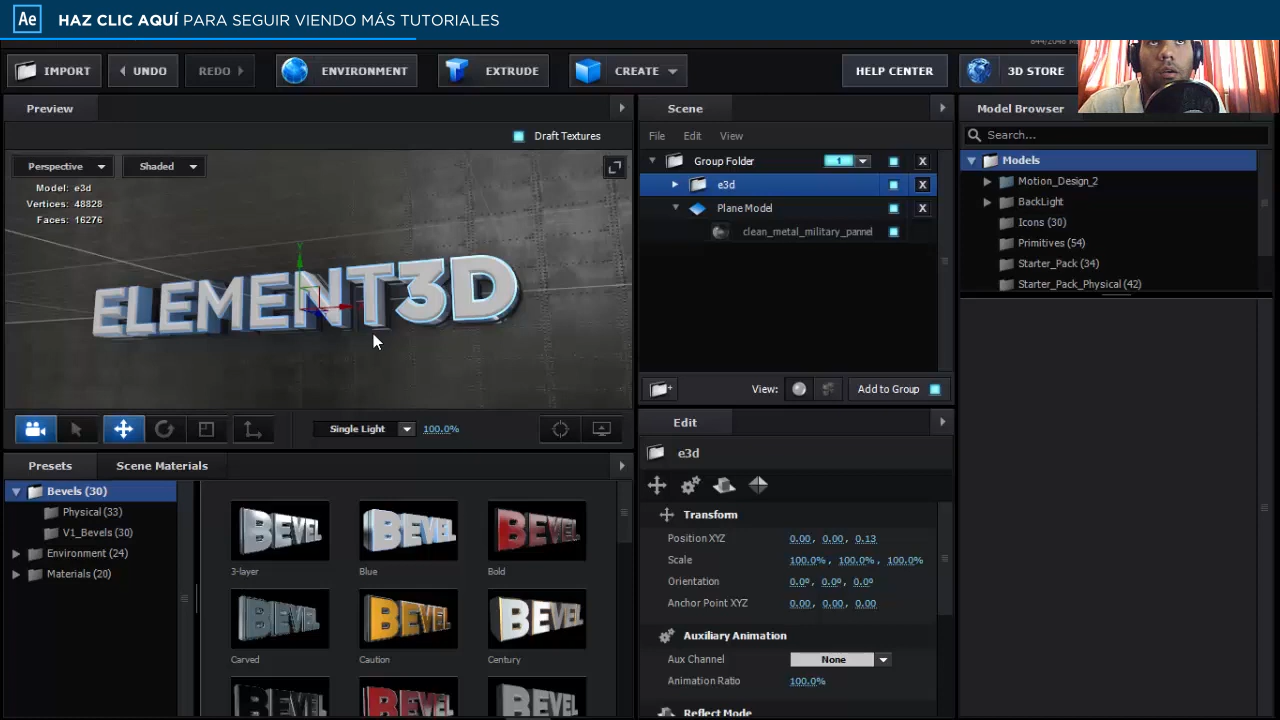 Ae HAZ CLIC AQUÍ PARA SEGUIR VIENDO MÁS TUTORIALES
IMPORT
UNDO
REDO
ENVIRONMENT
EXTRUDE
CREATE
HELP CENTER
3D STORE
Preview
Draft Textures
Perspective
Shaded
Model: e3d
Vertices: 48828
Faces: 16276
ELEMENT3D
Single Light
100.0%
Scene
File Edit View
Group Folder 1 X
e3d X
Plane Model X
clean_metal_military_pannel
View:
Add to Group
Model Browser
Search...
Models
Motion_Design_2
BackLight
Icons (30)
Primitives (54)
Starter_Pack (34)
Starter_Pack_Physical (42)
Presets
Scene Materials
Bevels (30)
Physical (33)
V1_Bevels (30)
Environment (24)
Materials (20)
BEVEL BEVEL BEVEL
3-layer Blue Bold
BEVEL BEVEL BEVEL
Carved Caution Century
BEVEL BEVEL BEVEL
Edit
e3d
Transform
Position XYZ 0.00, 0.00, 0.13
Scale 100.0%, 100.0%, 100.0%
Orientation 0.0º, 0.0º, 0.0º
Anchor Point XYZ 0.00, 0.00, 0.00
Auxiliary Animation
Aux Channel None
Animation Ratio 100.0%
Reflect Mode